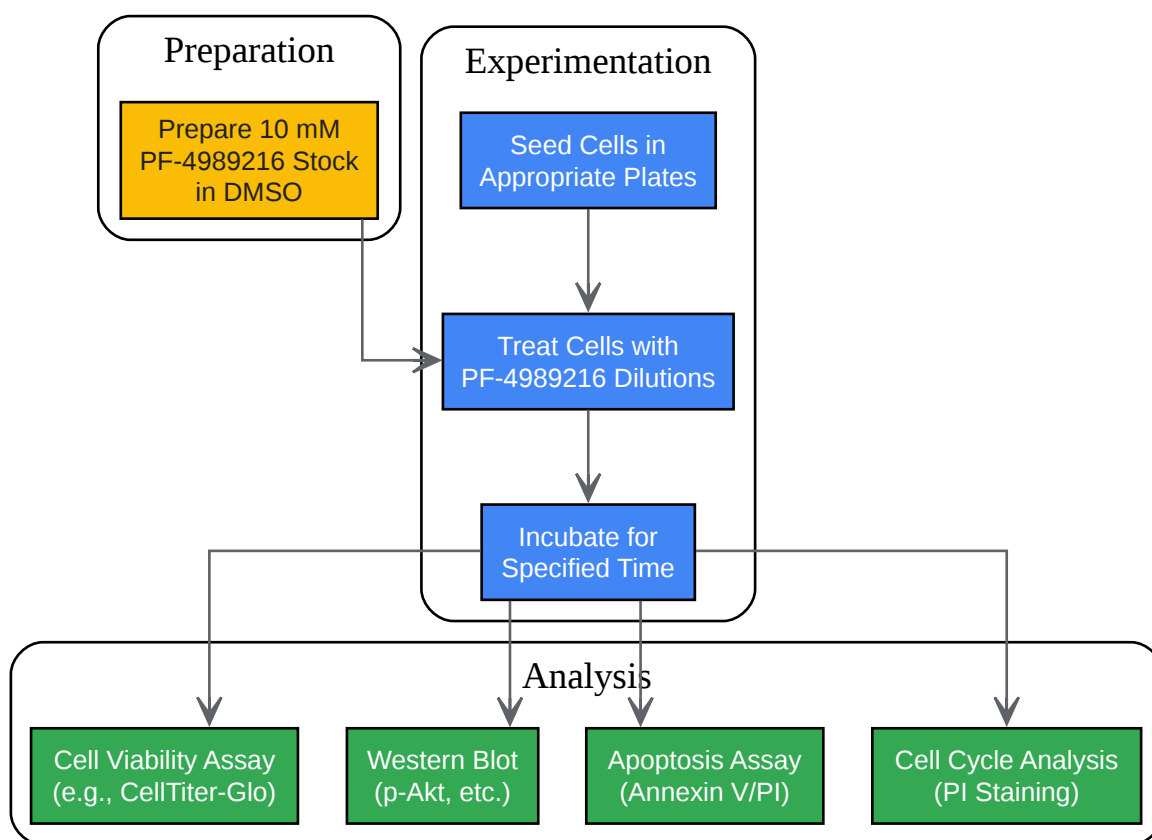 Preparation
Prepare 10 mM
PF-4989216 Stock
in DMSO
Experimentation
Seed Cells in
Appropriate Plates
Treat Cells with
PF-4989216 Dilutions
Incubate for
Specified Time
Analysis
Cell Viability Assay
(e.g., CellTiter-Glo)
Western Blot
(p-Akt, etc.)
Apoptosis Assay
(Annexin V/PI)
Cell Cycle Analysis
(PI Staining)